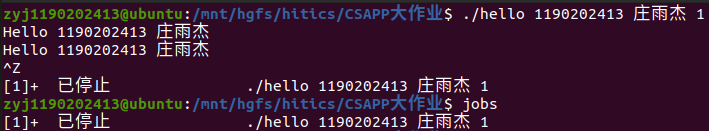 zyj1190202413@ubuntu:/mnt/hgfs/hitics/CSAPP大作业$ ./hello 1190202413 庄雨杰 1
Hello 1190202413 庄雨杰
Hello 1190202413 庄雨杰
^Z
[1]+  已停止               ./hello 1190202413 庄雨杰 1
zyj1190202413@ubuntu:/mnt/hgfs/hitics/CSAPP大作业$ jobs
[1]+  已停止               ./hello 1190202413 庄雨杰 1